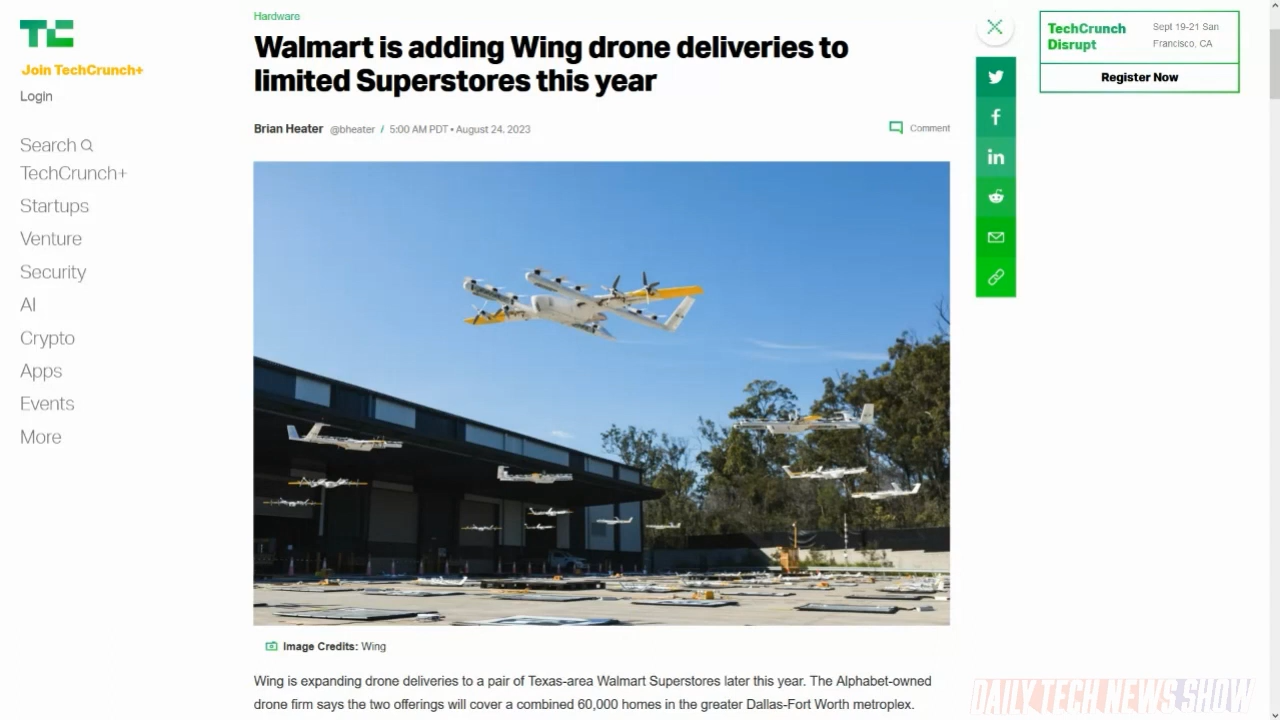 TC
Join TechCrunch+
Login
Search
TechCrunch+
Startups
Venture
Security
AI
Crypto
Apps
Events
More
Hardware
Walmart is adding Wing drone deliveries to
limited Superstores this year
Brian Heater @bheater / 5:00 AM PDT • August 24, 2023
Comment
Image Credits: Wing
Wing is expanding drone deliveries to a pair of Texas-area Walmart Superstores later this year. The Alphabet-owned
drone firm says the two offerings will cover a combined 60,000 homes in the greater Dallas-Fort Worth metroplex.
TechCrunch
Disrupt
Sept 19-21 San
Francisco, CA
Register Now
DAILY TECH NEWS SHOW